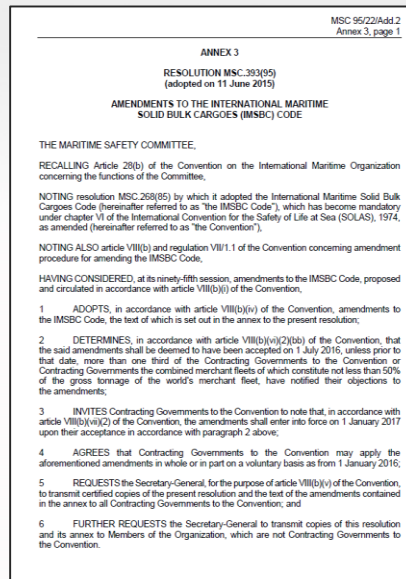 MSC 95/22/Add.2
Annex 3, page 1
ANNEX 3
RESOLUTION MSC.393(95)
(adopted on 11 June 2015)
AMENDMENTS TO THE INTERNATIONAL MARITIME
SOLID BULK CARGOES (IMSBC) CODE
THE MARITIME SAFETY COMMITTEE,
RECALLING Article 28(b) of the Convention on the International Maritime Organization
concerning the functions of the Committee,
NOTING resolution MSC.268(85) by which it adopted the International Maritime Solid Bulk
Cargoes Code (hereinafter referred to as "the IMSBC Code"), which has become mandatory
under chapter VI of the International Convention for the Safety of Life at Sea (SOLAS), 1974,
as amended (hereinafter referred to as "the Convention"),
NOTING ALSO article VIII(b) and regulation VII/1.1 of the Convention concerning amendment
procedure for amending the IMSBC Code,
HAVING CONSIDERED, at its ninety-fifth session, amendments to the IMSBC Code, proposed
and circulated in accordance with article VIII(b)(i) of the Convention,
1 ADOPTS, in accordance with article VIII(b)(iv) of the Convention, amendments to
the IMSBC Code, the text of which is set out in the annex to the present resolution;
2 DETERMINES, in accordance with article VIII(b)(vi)(2)(bb) of the Convention, that
the said amendments shall be deemed to have been accepted on 1 July 2016, unless prior to
that date, more than one third of the Contracting Governments to the Convention or
Contracting Governments the combined merchant fleets of which constitute not less than 50%
of the gross tonnage of the world's merchant fleet, have notified their objections to
the amendments;
3 INVITES Contracting Governments to the Convention to note that, in accordance with
article VIII(b)(vii)(2) of the Convention, the amendments shall enter into force on 1 January 2017
upon their acceptance in accordance with paragraph 2 above;
4 AGREES that Contracting Governments to the Convention may apply the
aforementioned amendments in whole or in part on a voluntary basis as from 1 January 2016;
5 REQUESTS the Secretary-General, for the purpose of article VIII(b)(v) of the Convention,
to transmit certified copies of the present resolution and the text of the amendments contained
in the annex to all Contracting Governments to the Convention; and
6 FURTHER REQUESTS the Secretary-General to transmit copies of this resolution
and its annex to Members of the Organization, which are not Contracting Governments to
the Convention.